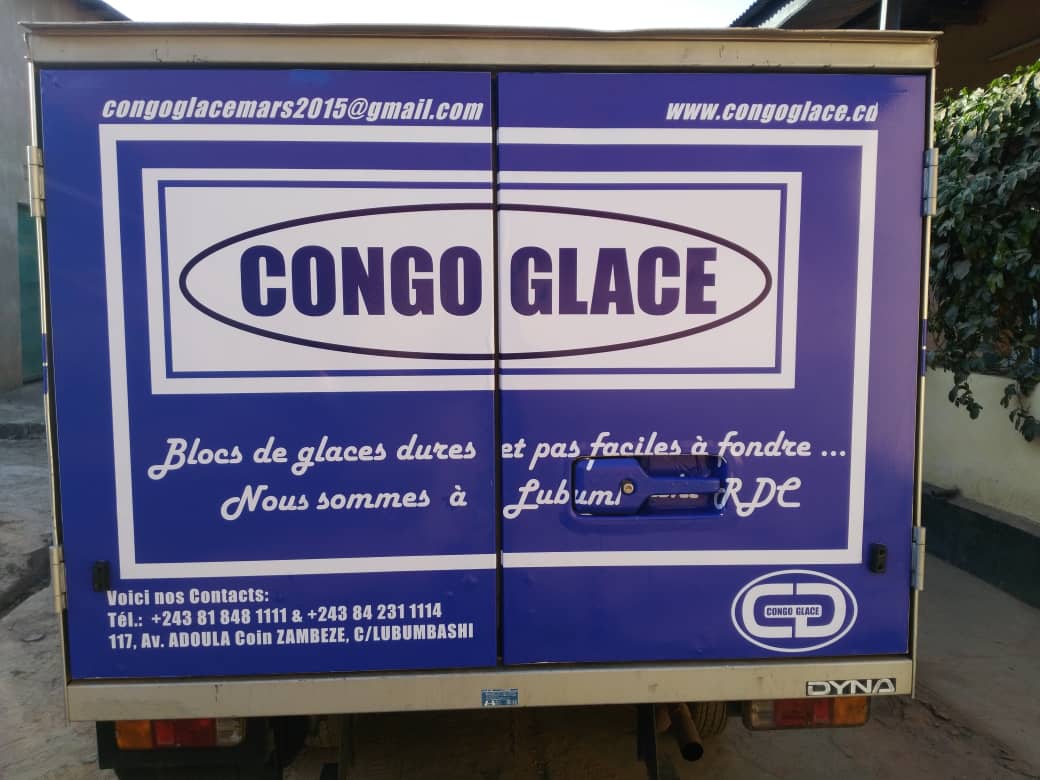 congoglacemars2015@gmail.com
www.congoglace.cd
CONGO GLACE
Blocs de glaces dures et pas faciles à fondre ...
Nous sommes à RDC
Voici nos Contacts:
Tél.: +243 81 848 1111 & +243 84 231 1114
117, Av. ADOULA Coin ZAMBEZE, C/LUBUMBASHI
CONGO GLACE
DYNA